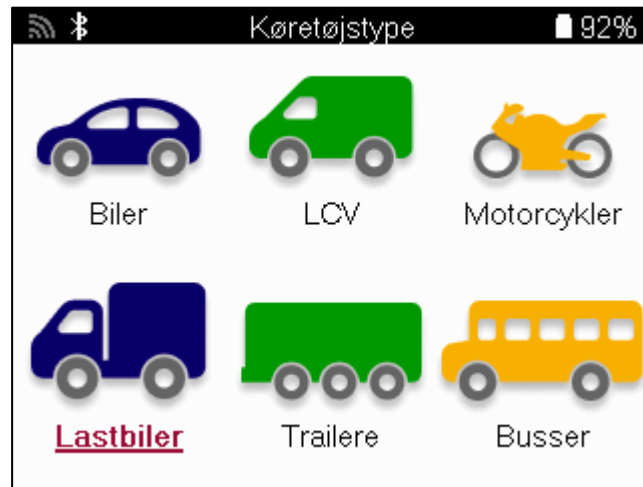 Køretøjstype 92%
Biler LCV Motorcykler
Lastbiler Trailere Busser